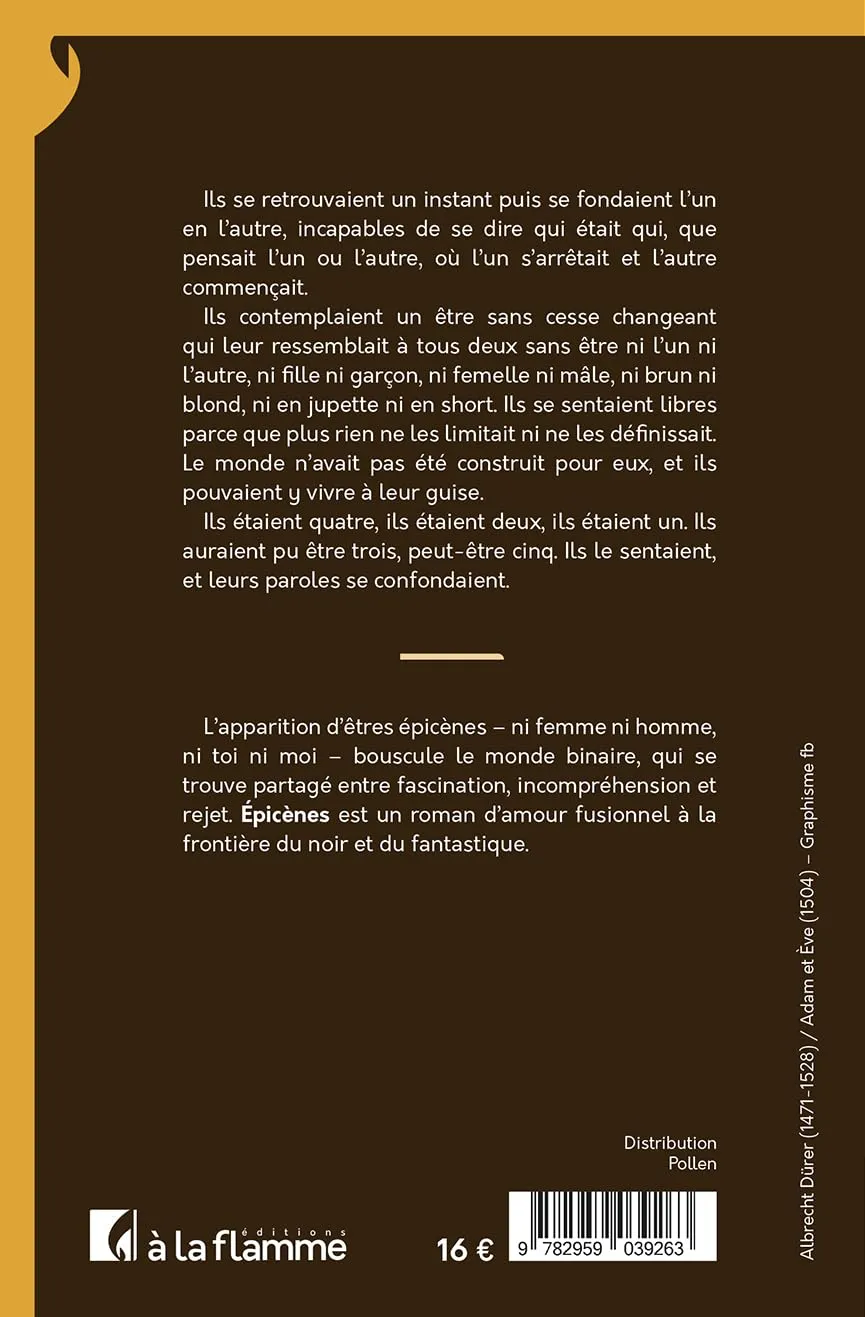 Ils se retrouvaient un instant puis se fondaient l’un
en l’autre, incapables de se dire qui était qui, que
pensait l’un ou l’autre, où l’un s’arrêtait et l’autre
commençait.
Ils contemplaient un être sans cesse changeant
qui leur ressemblait à tous deux sans être ni l’un ni
l’autre, ni fille ni garçon, ni femelle ni mâle, ni brun ni
blond, ni en jupette ni en short. Ils se sentaient libres
parce que plus rien ne les limitait ni ne les définissait.
Le monde n’avait pas été construit pour eux, et ils
pouvaient y vivre à leur guise.
Ils étaient quatre, ils étaient deux, ils étaient un. Ils
auraient pu être trois, peut-être cinq. Ils le sentaient,
et leurs paroles se confondaient.
L’apparition d’êtres épicènes – ni femme ni homme,
ni toi ni moi – bouscule le monde binaire, qui se
trouve partagé entre fascination, incompréhension et
rejet. Épicènes est un roman d’amour fusionnel à la
frontière du noir et du fantastique.
Albrecht Dürer (1471-1528) / Adam et Ève (1504) – Graphisme fb
Distribution
Pollen
éditions
à la flamme
16 €
9 782959 039263